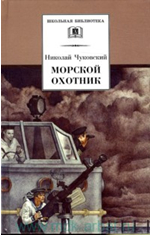 ШКОЛЬНАЯ БИБЛИОТЕКА
Николай Чуковский
МОРСКОЙ
ОХОТНИК